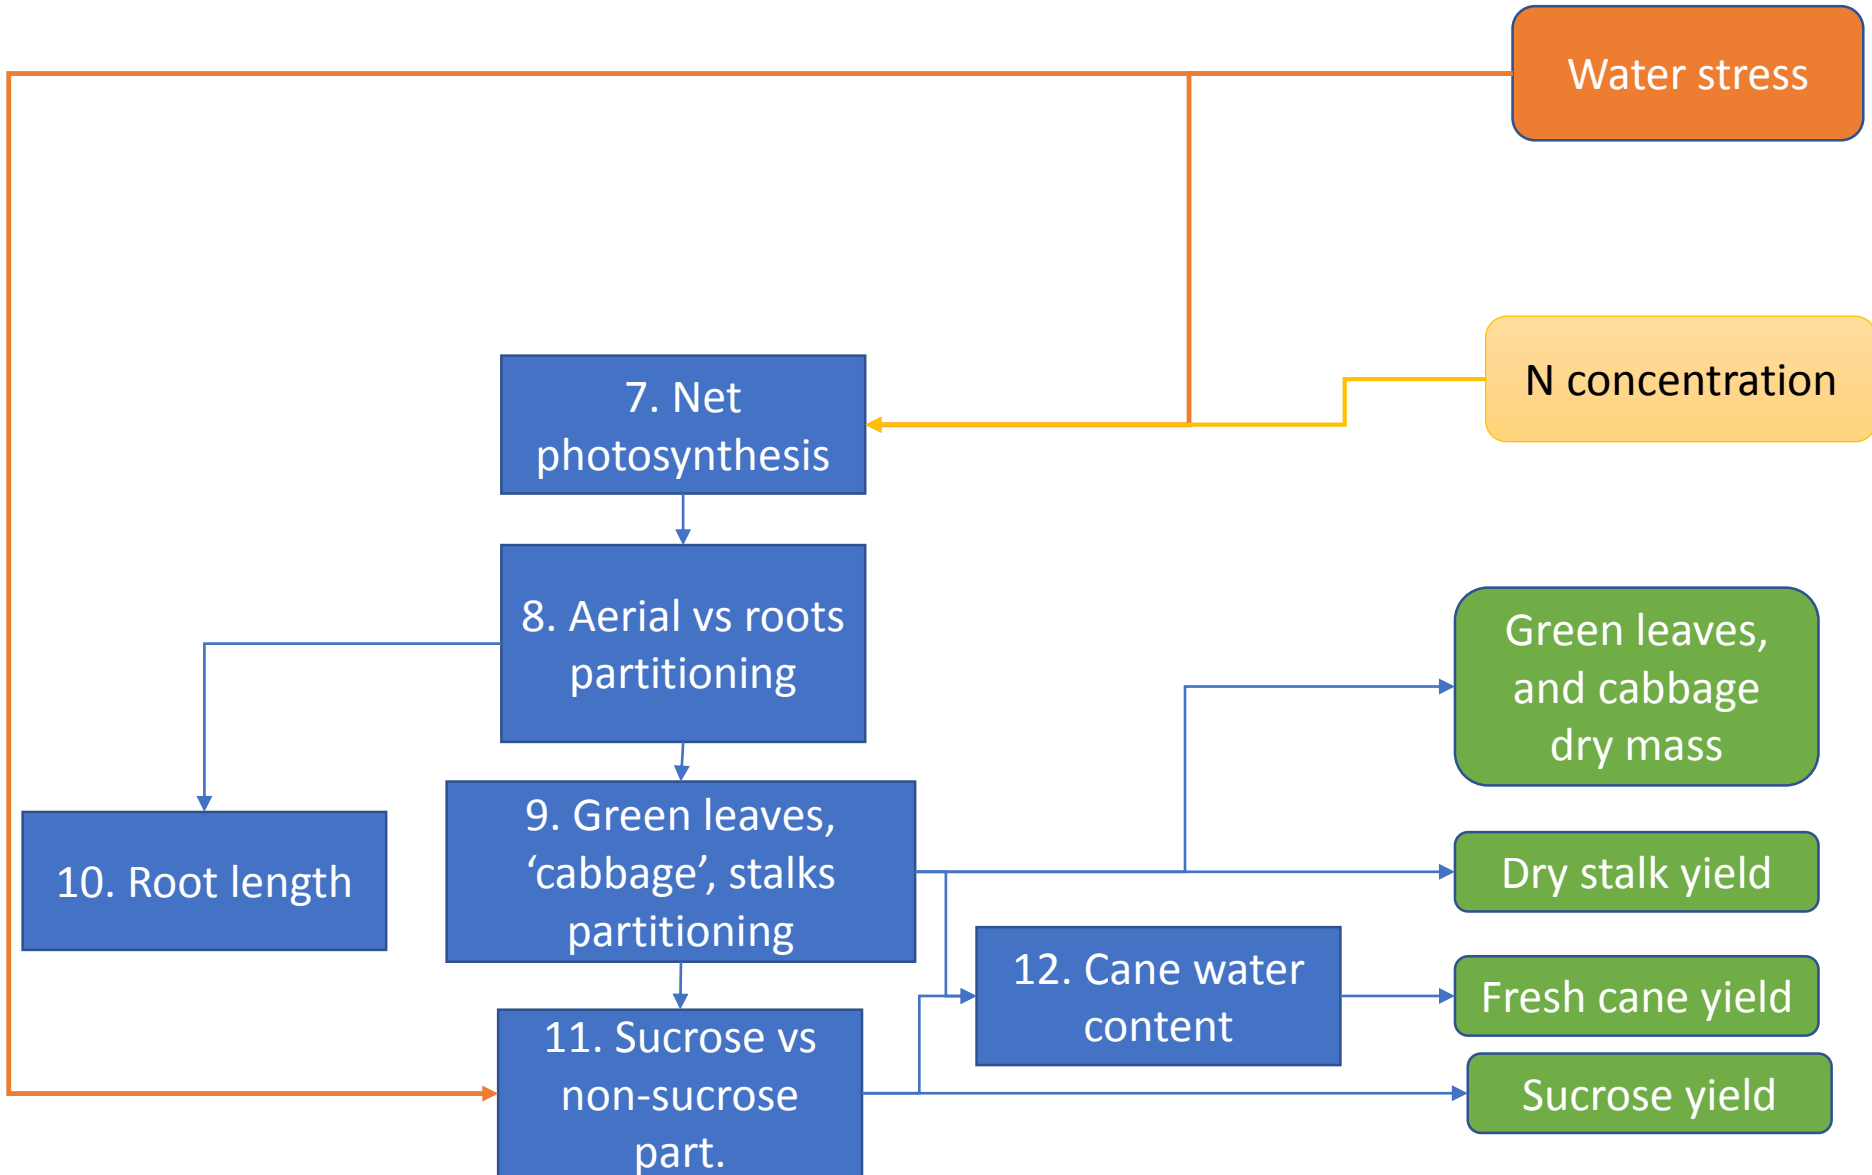 Water stress
N concentration
7. Net
photosynthesis
8. Aerial vs roots
partitioning
Green leaves,
and cabbage
dry mass
9. Green leaves,
‘cabbage’, stalks
partitioning
10. Root length
Dry stalk yield
12. Cane water
content
Fresh cane yield
11. Sucrose vs
non-sucrose
part.
Sucrose yield